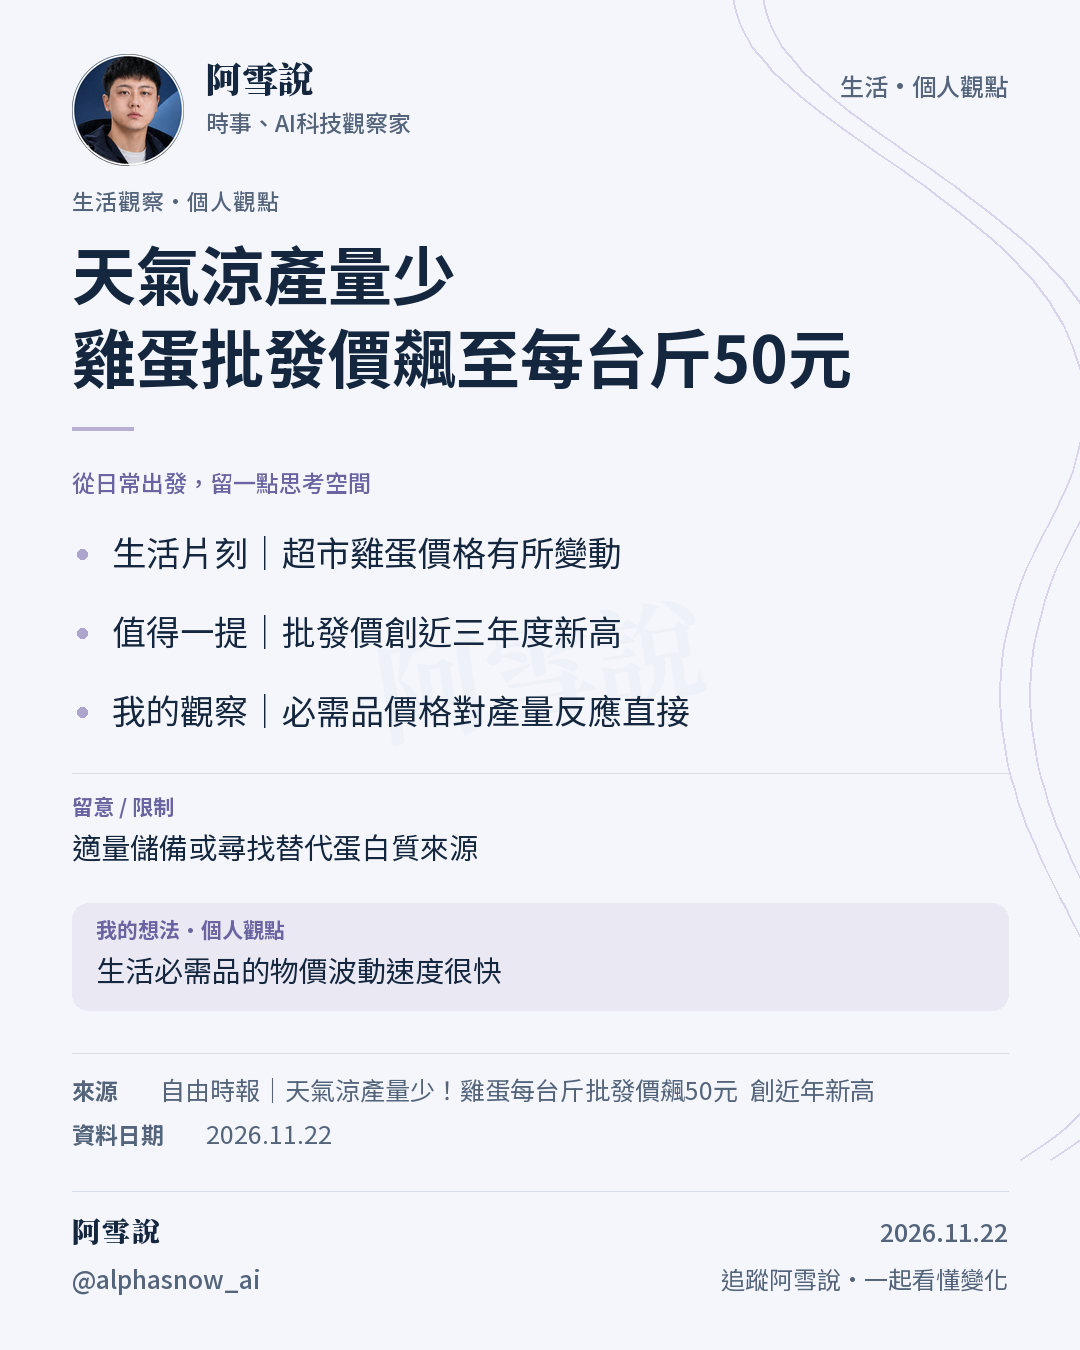 阿雪說
時事、AI科技觀察家
生活・個人觀點
生活觀察・個人觀點
天氣涼產量少
雞蛋批發價飆至每台斤50元
從日常出發，留一點思考空間
生活片刻｜超市雞蛋價格有所變動
值得一提｜批發價創近三年度新高
我的觀察｜必需品價格對產量反應直接
阿雪說
留意 / 限制
適量儲備或尋找替代蛋白質來源
我的想法・個人觀點
生活必需品的物價波動速度很快
來源 自由時報｜天氣涼產量少！雞蛋每台斤批發價飆50元 創近年新高
資料日期 2026.11.22
阿雪說
2026.11.22
@alphasnow_ai
追蹤阿雪說・一起看懂變化